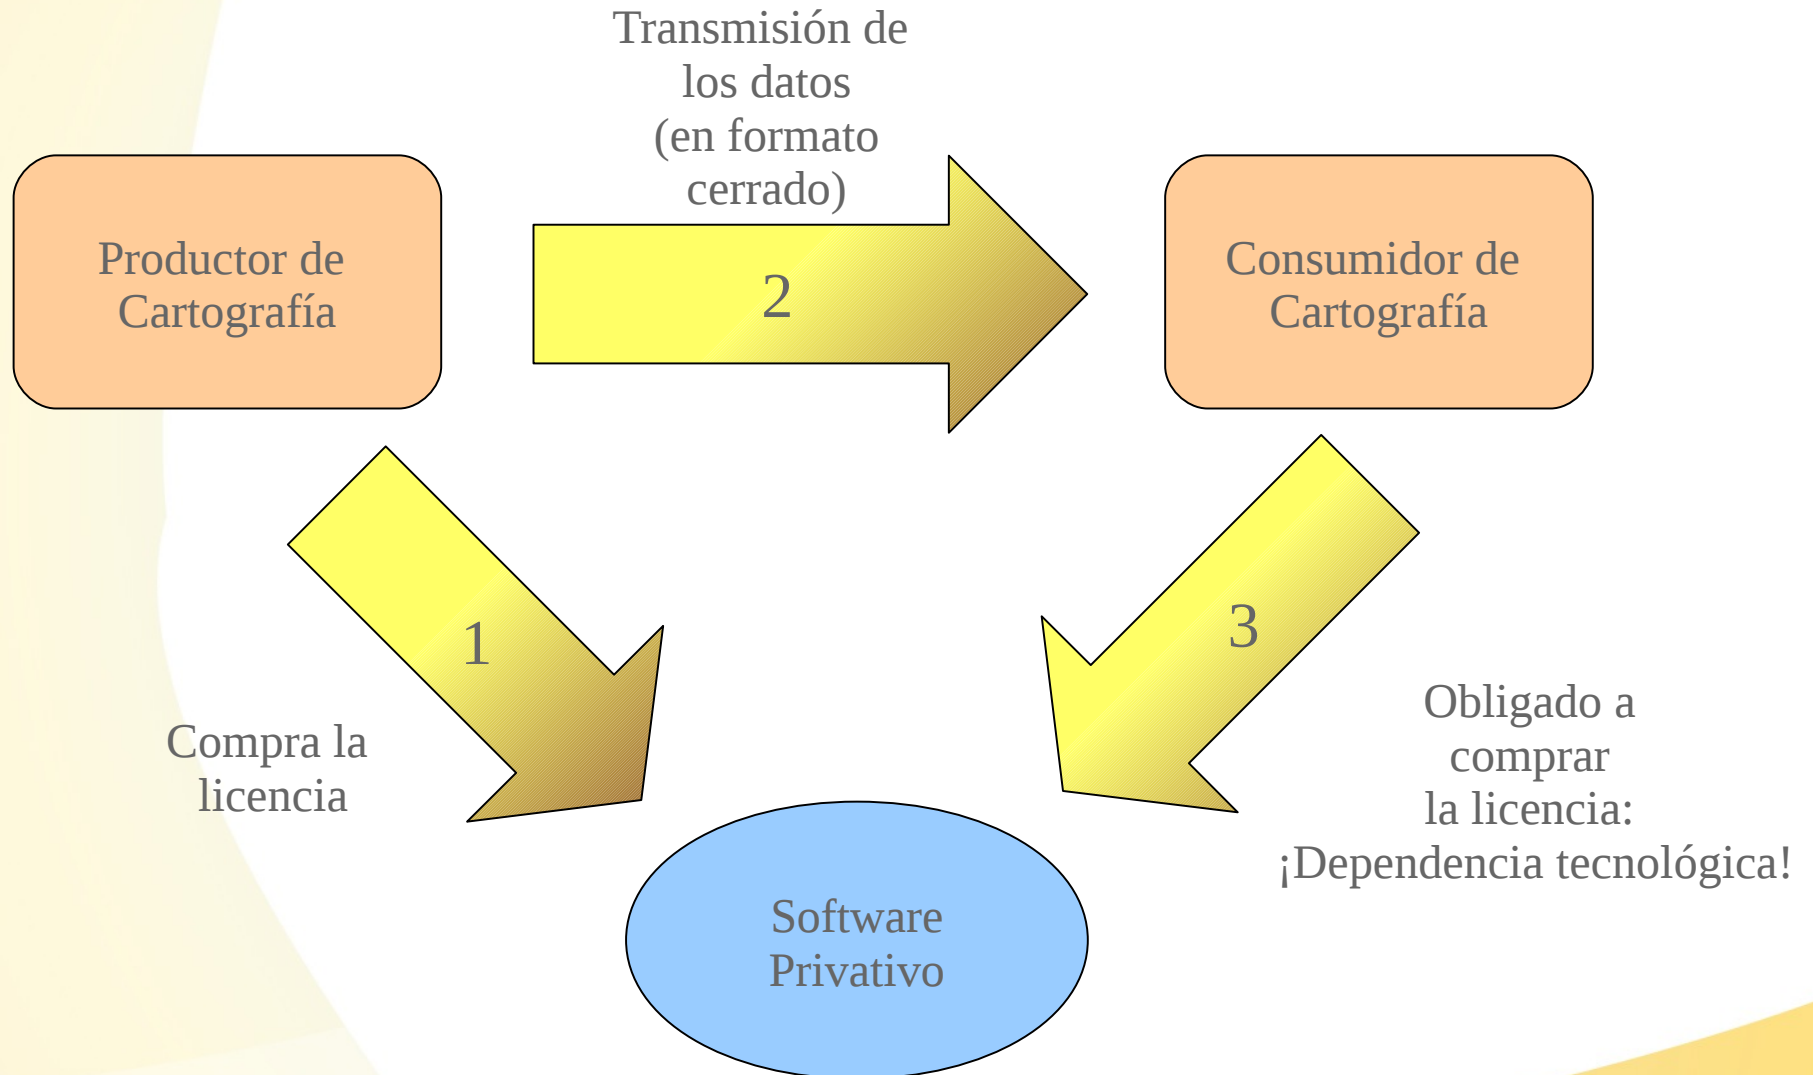 Transmisión de
los datos
(en formato
cerrado)
Productor de
Cartografía
2
Consumidor de
Cartografía
1
Compra la
licencia
3
Obligado a
comprar
la licencia:
¡Dependencia tecnológica!
Software
Privativo